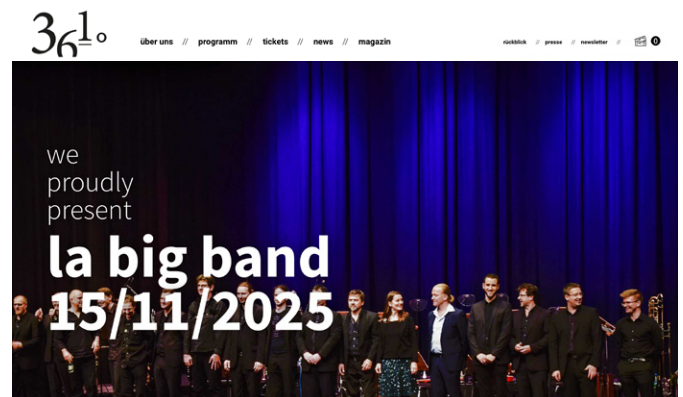 361°
über uns // programm // tickets // news // magazin
rückblick // presse // newsletter // 0
we
proudly
present
la big band
15/11/2025